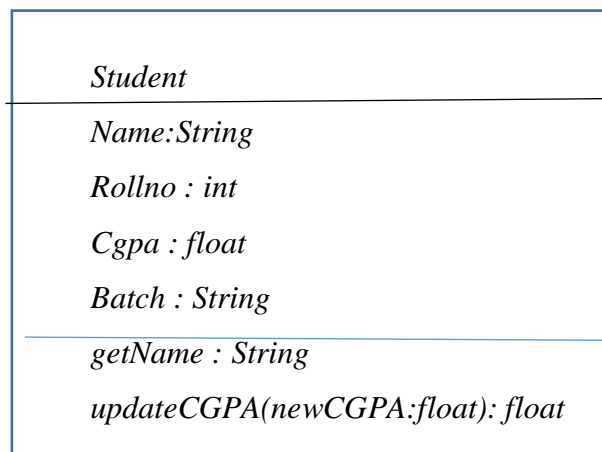 Student
Name:String
Rollno : int
Cgpa : float
Batch : String
getName : String
updateCGPA(newCGPA:float): float